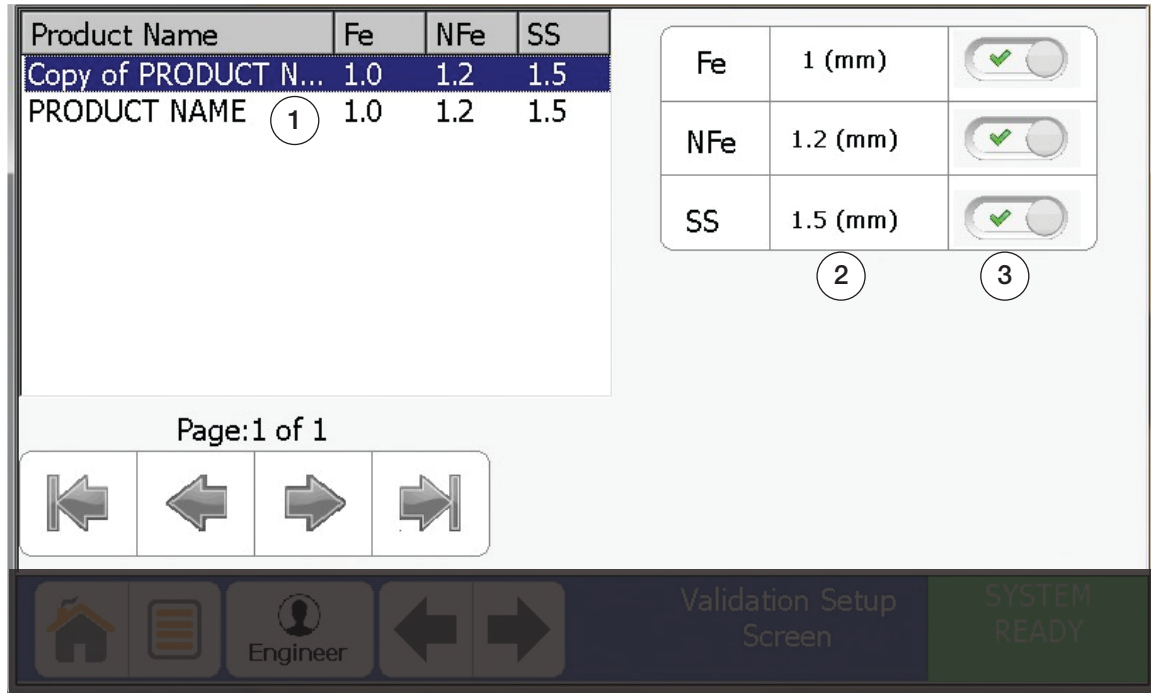 Product Name Fe NFe SS
Copy of PRODUCT N... 1.0 1.2 1.5
PRODUCT NAME 1.0 1.2 1.5
1
Fe 1 (mm)
NFe 1.2 (mm)
SS 1.5 (mm)
2 3
Page:1 of 1
Engineer
Validation Setup
Screen
SYSTEM
READY